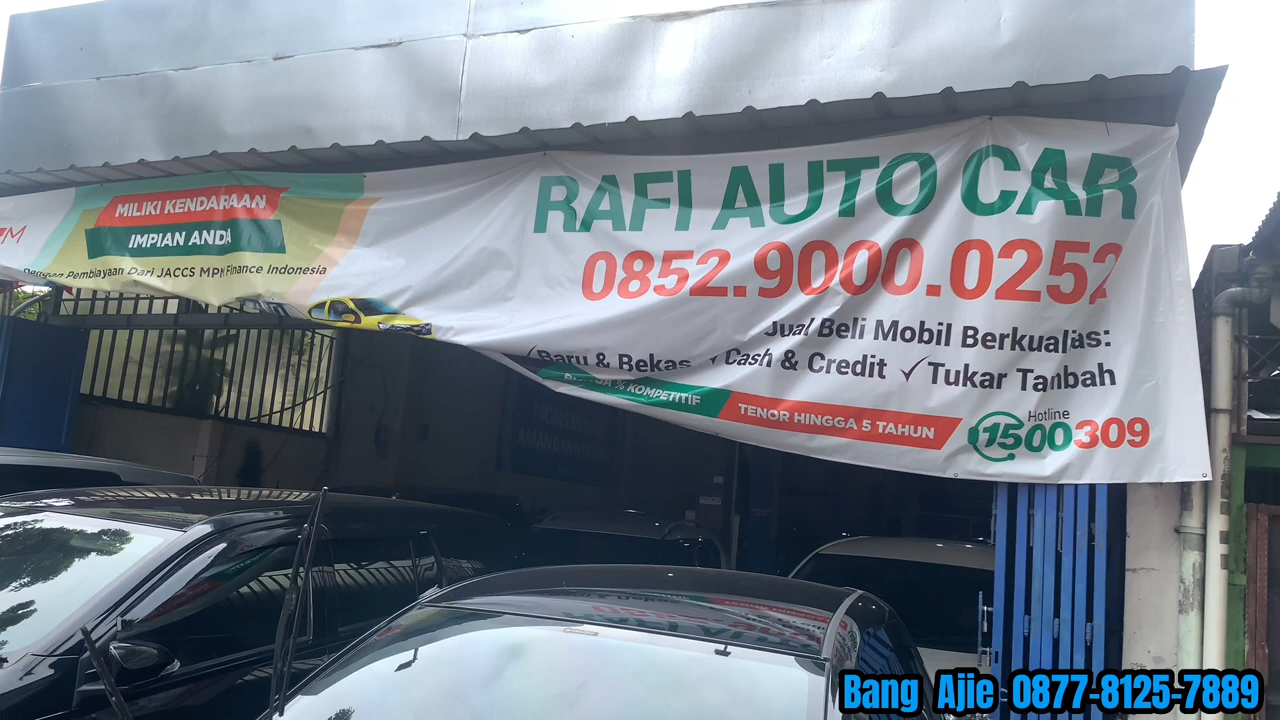 MILIKI KENDARAAN
IMPIAN ANDA
Dengan Pembiayaan Dari JACCS MPM Finance Indonesia
RAFI AUTO CAR
0852.9000.0252
Jual Beli Mobil Berkualitas:
✓Baru & Bekas ✓Cash & Credit ✓Tukar Tambah
BUNGA % KOMPETITIF
TENOR HINGGA 5 TAHUN
Hotline
1500309
Bang Ajie 0877-8125-7889